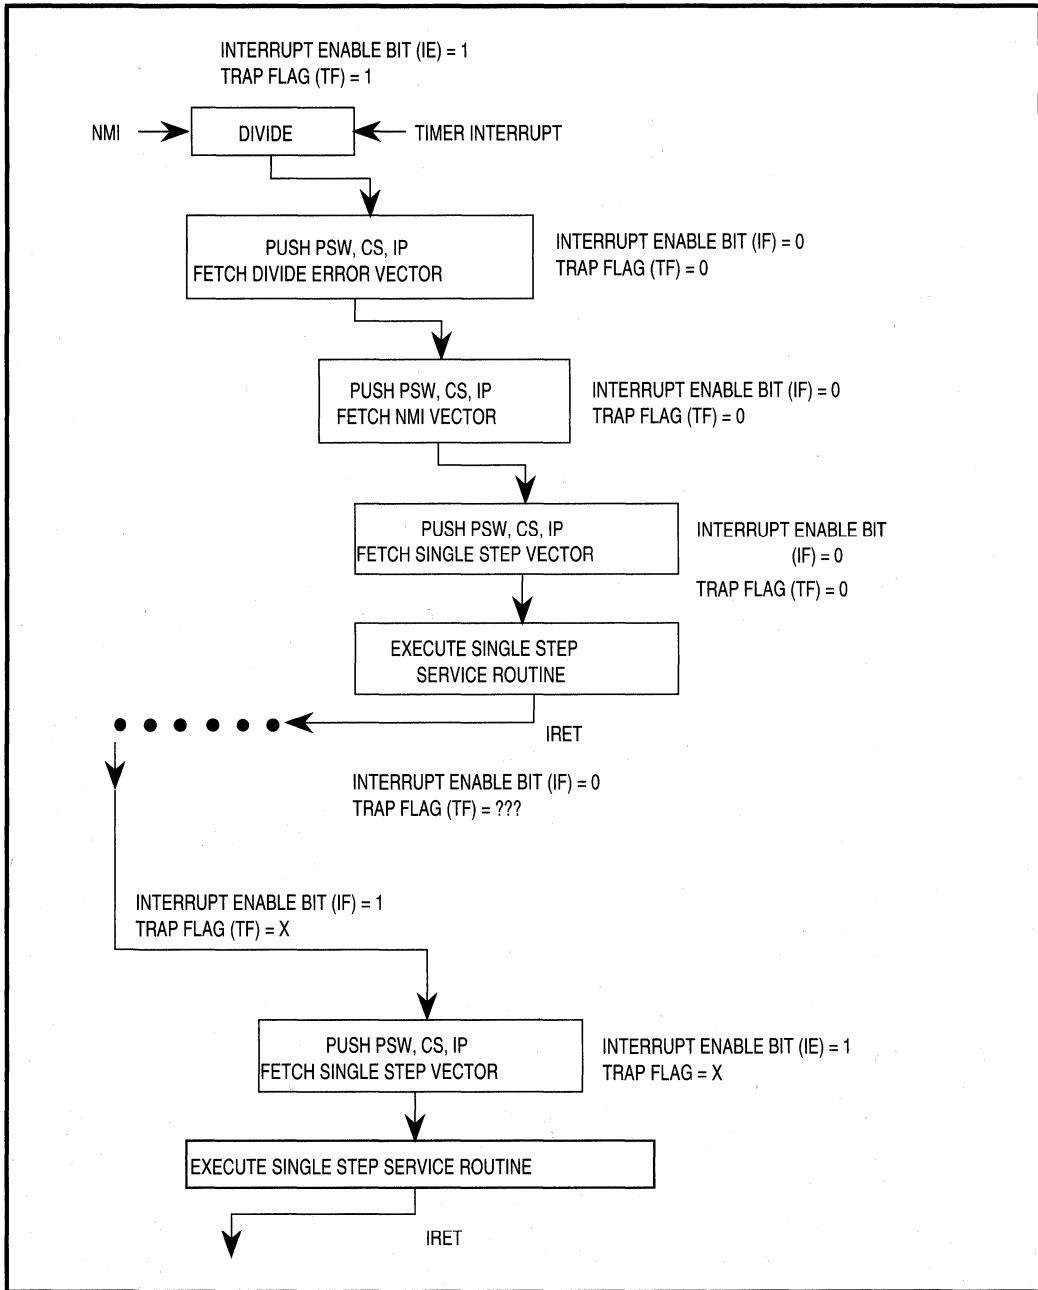 INTERRUPT ENABLE BIT (IE) = 1
TRAP FLAG (TF) = 1
NMI
DIVIDE
TIMER INTERRUPT
PUSH PSW, CS, IP
FETCH DIVIDE ERROR VECTOR
INTERRUPT ENABLE BIT (IF) = 0
TRAP FLAG (TF) = 0
PUSH PSW, CS, IP
FETCH NMI VECTOR
INTERRUPT ENABLE BIT (IF) = 0
TRAP FLAG (TF) = 0
PUSH PSW, CS, IP
FETCH SINGLE STEP VECTOR
INTERRUPT ENABLE BIT
(IF) = 0
TRAP FLAG (TF) = 0
EXECUTE SINGLE STEP
SERVICE ROUTINE
IRET
INTERRUPT ENABLE BIT (IF) = 0
TRAP FLAG (TF) = ???
INTERRUPT ENABLE BIT (IF) = 1
TRAP FLAG (TF) = X
PUSH PSW, CS, IP
FETCH SINGLE STEP VECTOR
INTERRUPT ENABLE BIT (IE) = 1
TRAP FLAG = X
EXECUTE SINGLE STEP SERVICE ROUTINE
IRET